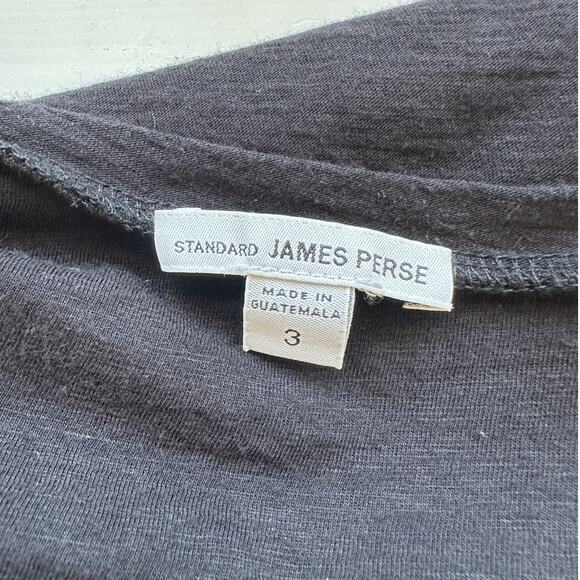 STANDARD JAMES PERSE
MADE IN
GUATEMALA
3